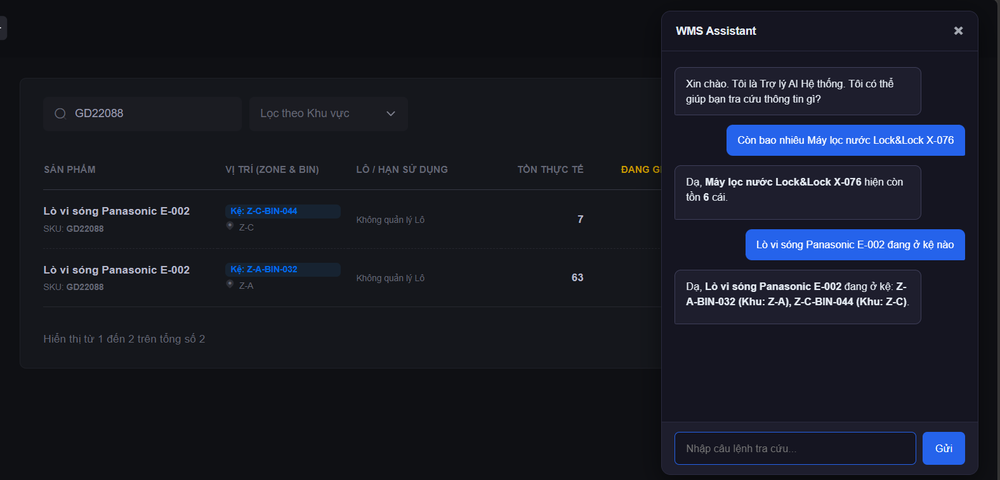 GD22088
Lọc theo Khu vực
SẢN PHẨM
VỊ TRÍ (ZONE & BIN)
LÔ / HẠN SỬ DỤNG
TỒN THỰC TẾ
ĐANG
Lò vi sóng Panasonic E-002
SKU: GD22088
Kệ: Z-C-BIN-044
Z-C
Không quản lý Lô
7
Lò vi sóng Panasonic E-002
SKU: GD22088
Kệ: Z-A-BIN-032
Z-A
Không quản lý Lô
63
Hiển thị từ 1 đến 2 trên tổng số 2
WMS Assistant
Xin chào. Tôi là Trợ lý AI Hệ thống. Tôi có thể
giúp bạn tra cứu thông tin gì?
Còn bao nhiêu Máy lọc nước Lock&Lock X-076
Dạ, Máy lọc nước Lock&Lock X-076 hiện còn
tồn 6 cái.
Lò vi sóng Panasonic E-002 đang ở kệ nào
Dạ, Lò vi sóng Panasonic E-002 đang ở kệ: Z-
A-BIN-032 (Khu: Z-A), Z-C-BIN-044 (Khu: Z-C).
Nhập câu lệnh tra cứu...
Gửi